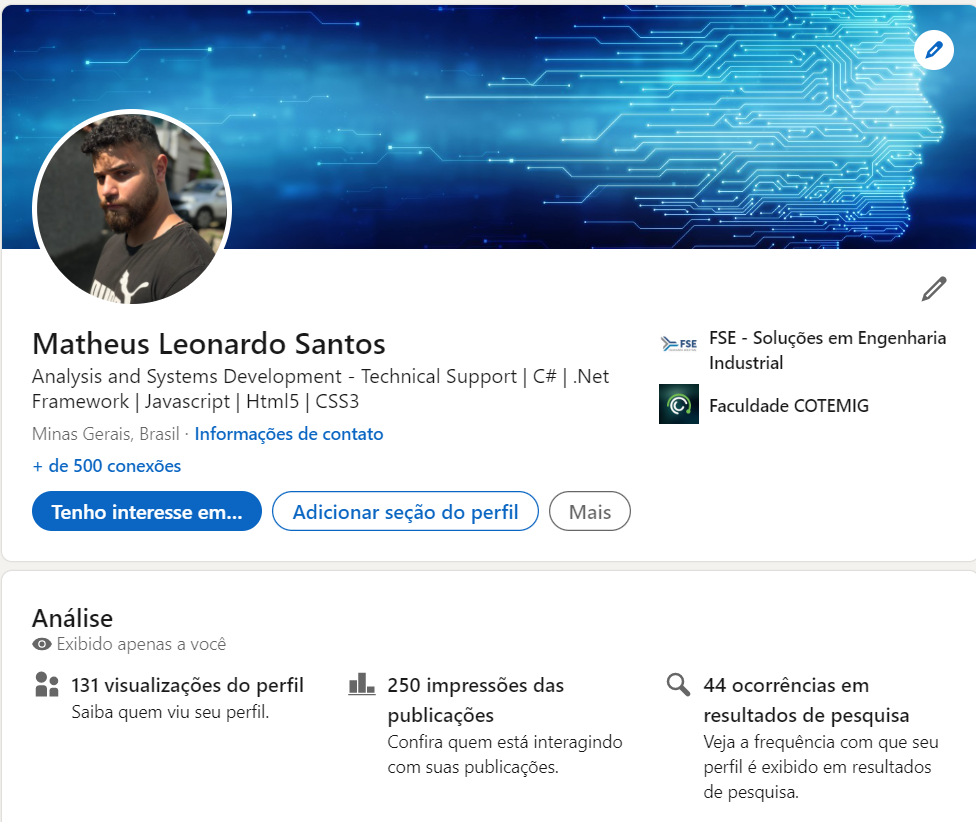 Matheus Leonardo Santos
Analysis and Systems Development - Technical Support | C# | .Net
Framework | Javascript | Html5 | CSS3
Minas Gerais, Brasil · Informações de contato
+ de 500 conexões
Tenho interesse em...
Adicionar seção do perfil
Mais
FSE
FSE - Soluções em Engenharia
Industrial
Faculdade COTEMIG
Análise
Exibido apenas a você
131 visualizações do perfil
Saiba quem viu seu perfil.
250 impressões das
publicações
Confira quem está interagindo
com suas publicações.
44 ocorrências em
resultados de pesquisa
Veja a frequência com que seu
perfil é exibido em resultados
de pesquisa.